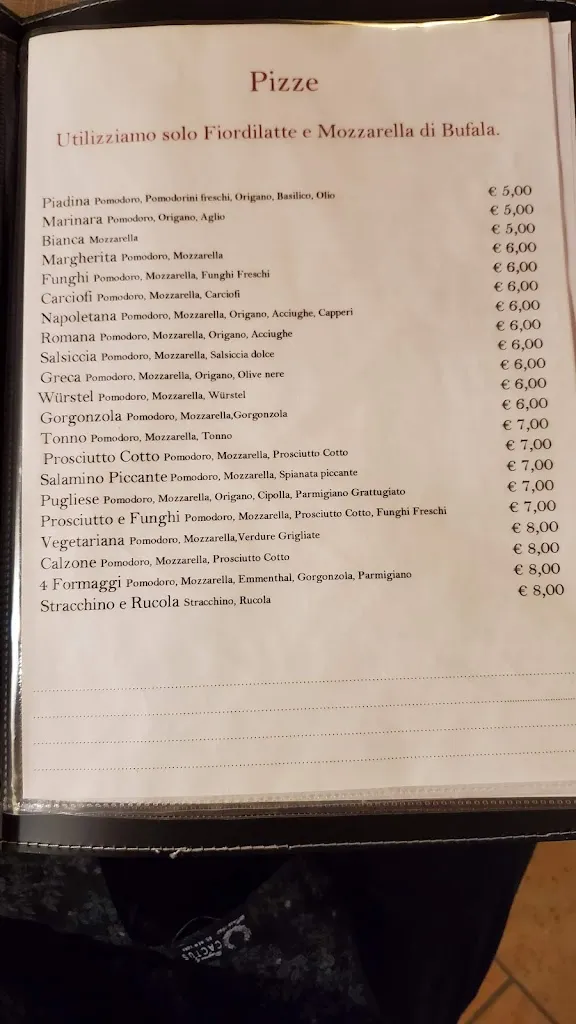 Pizze
Utilizziamo solo Fiordilatte e Mozzarella di Bufala.
Piadina Pomodoro, Pomodorini freschi, Origano, Basilico, Olio € 5,00
Marinara Pomodoro, Origano, Aglio € 5,00
Bianca Mozzarella € 5,00
Margherita Pomodoro, Mozzarella € 6,00
Funghi Pomodoro, Mozzarella, Funghi Freschi € 6,00
Carciofi Pomodoro, Mozzarella, Carciofi € 6,00
Napoletana Pomodoro, Mozzarella, Origano, Acciughe, Capperi € 6,00
Romana Pomodoro, Mozzarella, Origano, Acciughe € 6,00
Salsiccia Pomodoro, Mozzarella, Salsiccia dolce € 6,00
Greca Pomodoro, Mozzarella, Origano, Olive nere € 6,00
Würstel Pomodoro, Mozzarella, Würstel € 6,00
Gorgonzola Pomodoro, Mozzarella,Gorgonzola € 6,00
Tonno Pomodoro, Mozzarella, Tonno € 7,00
Prosciutto Cotto Pomodoro, Mozzarella, Prosciutto Cotto € 7,00
Salamino Piccante Pomodoro, Mozzarella, Spianata piccante € 7,00
Pugliese Pomodoro, Mozzarella, Origano, Cipolla, Parmigiano Grattugiato € 7,00
Prosciutto e Funghi Pomodoro, Mozzarella, Prosciutto Cotto, Funghi Freschi € 7,00
Vegetariana Pomodoro, Mozzarella,Verdure Grigliate € 8,00
Calzone Pomodoro, Mozzarella, Prosciutto Cotto € 8,00
4 Formaggi Pomodoro, Mozzarella, Emmenthal, Gorgonzola, Parmigiano € 8,00
Stracchino e Rucola Stracchino, Rucola € 8,00
CACTUS